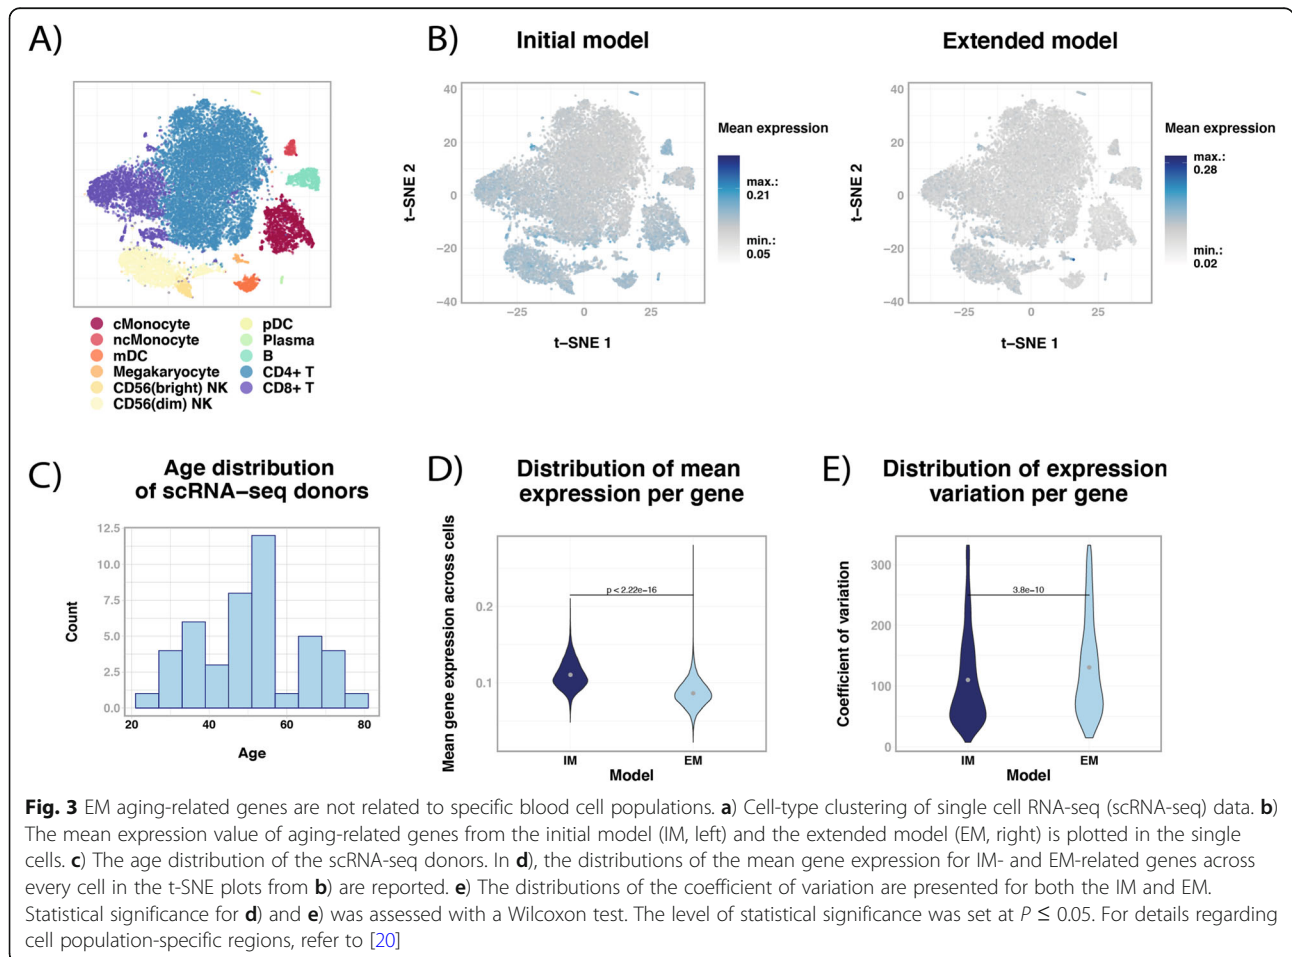 A)
B)
Initial model
Extended model
40
20
0
−20
−40
t−SNE 2
−25
0
25
t−SNE 1
Mean expression
max.:
0.21
min.:
0.05
40
20
0
−20
−40
t−SNE 2
−25
0
25
t−SNE 1
Mean expression
max.:
0.28
min.:
0.02
cMonocyte
ncMonocyte
mDC
Megakaryocyte
CD56(bright) NK
CD56(dim) NK
pDC
Plasma
B
CD4+ T
CD8+ T
C)
Age distribution
of scRNA−seq donors
12.5
10.0
7.5
5.0
2.5
0.0
Count
20
40
60
80
Age
D)
Distribution of mean
expression per gene
Mean gene expression across cells
0.2
0.1
p < 2.22e−16
IM
EM
Model
E)
Distribution of expression
variation per gene
Coefficient of variation
300
200
100
0
3.8e−10
IM
EM
Model
Fig. 3 EM aging-related genes are not related to specific blood cell populations. a) Cell-type clustering of single cell RNA-seq (scRNA-seq) data. b)
The mean expression value of aging-related genes from the initial model (IM, left) and the extended model (EM, right) is plotted in the single
cells. c) The age distribution of the scRNA-seq donors. In d), the distributions of the mean gene expression for IM- and EM-related genes across
every cell in the t-SNE plots from b) are reported. e) The distributions of the coefficient of variation are presented for both the IM and EM.
Statistical significance for d) and e) was assessed with a Wilcoxon test. The level of statistical significance was set at P ≤ 0.05. For details regarding
cell population-specific regions, refer to [20]